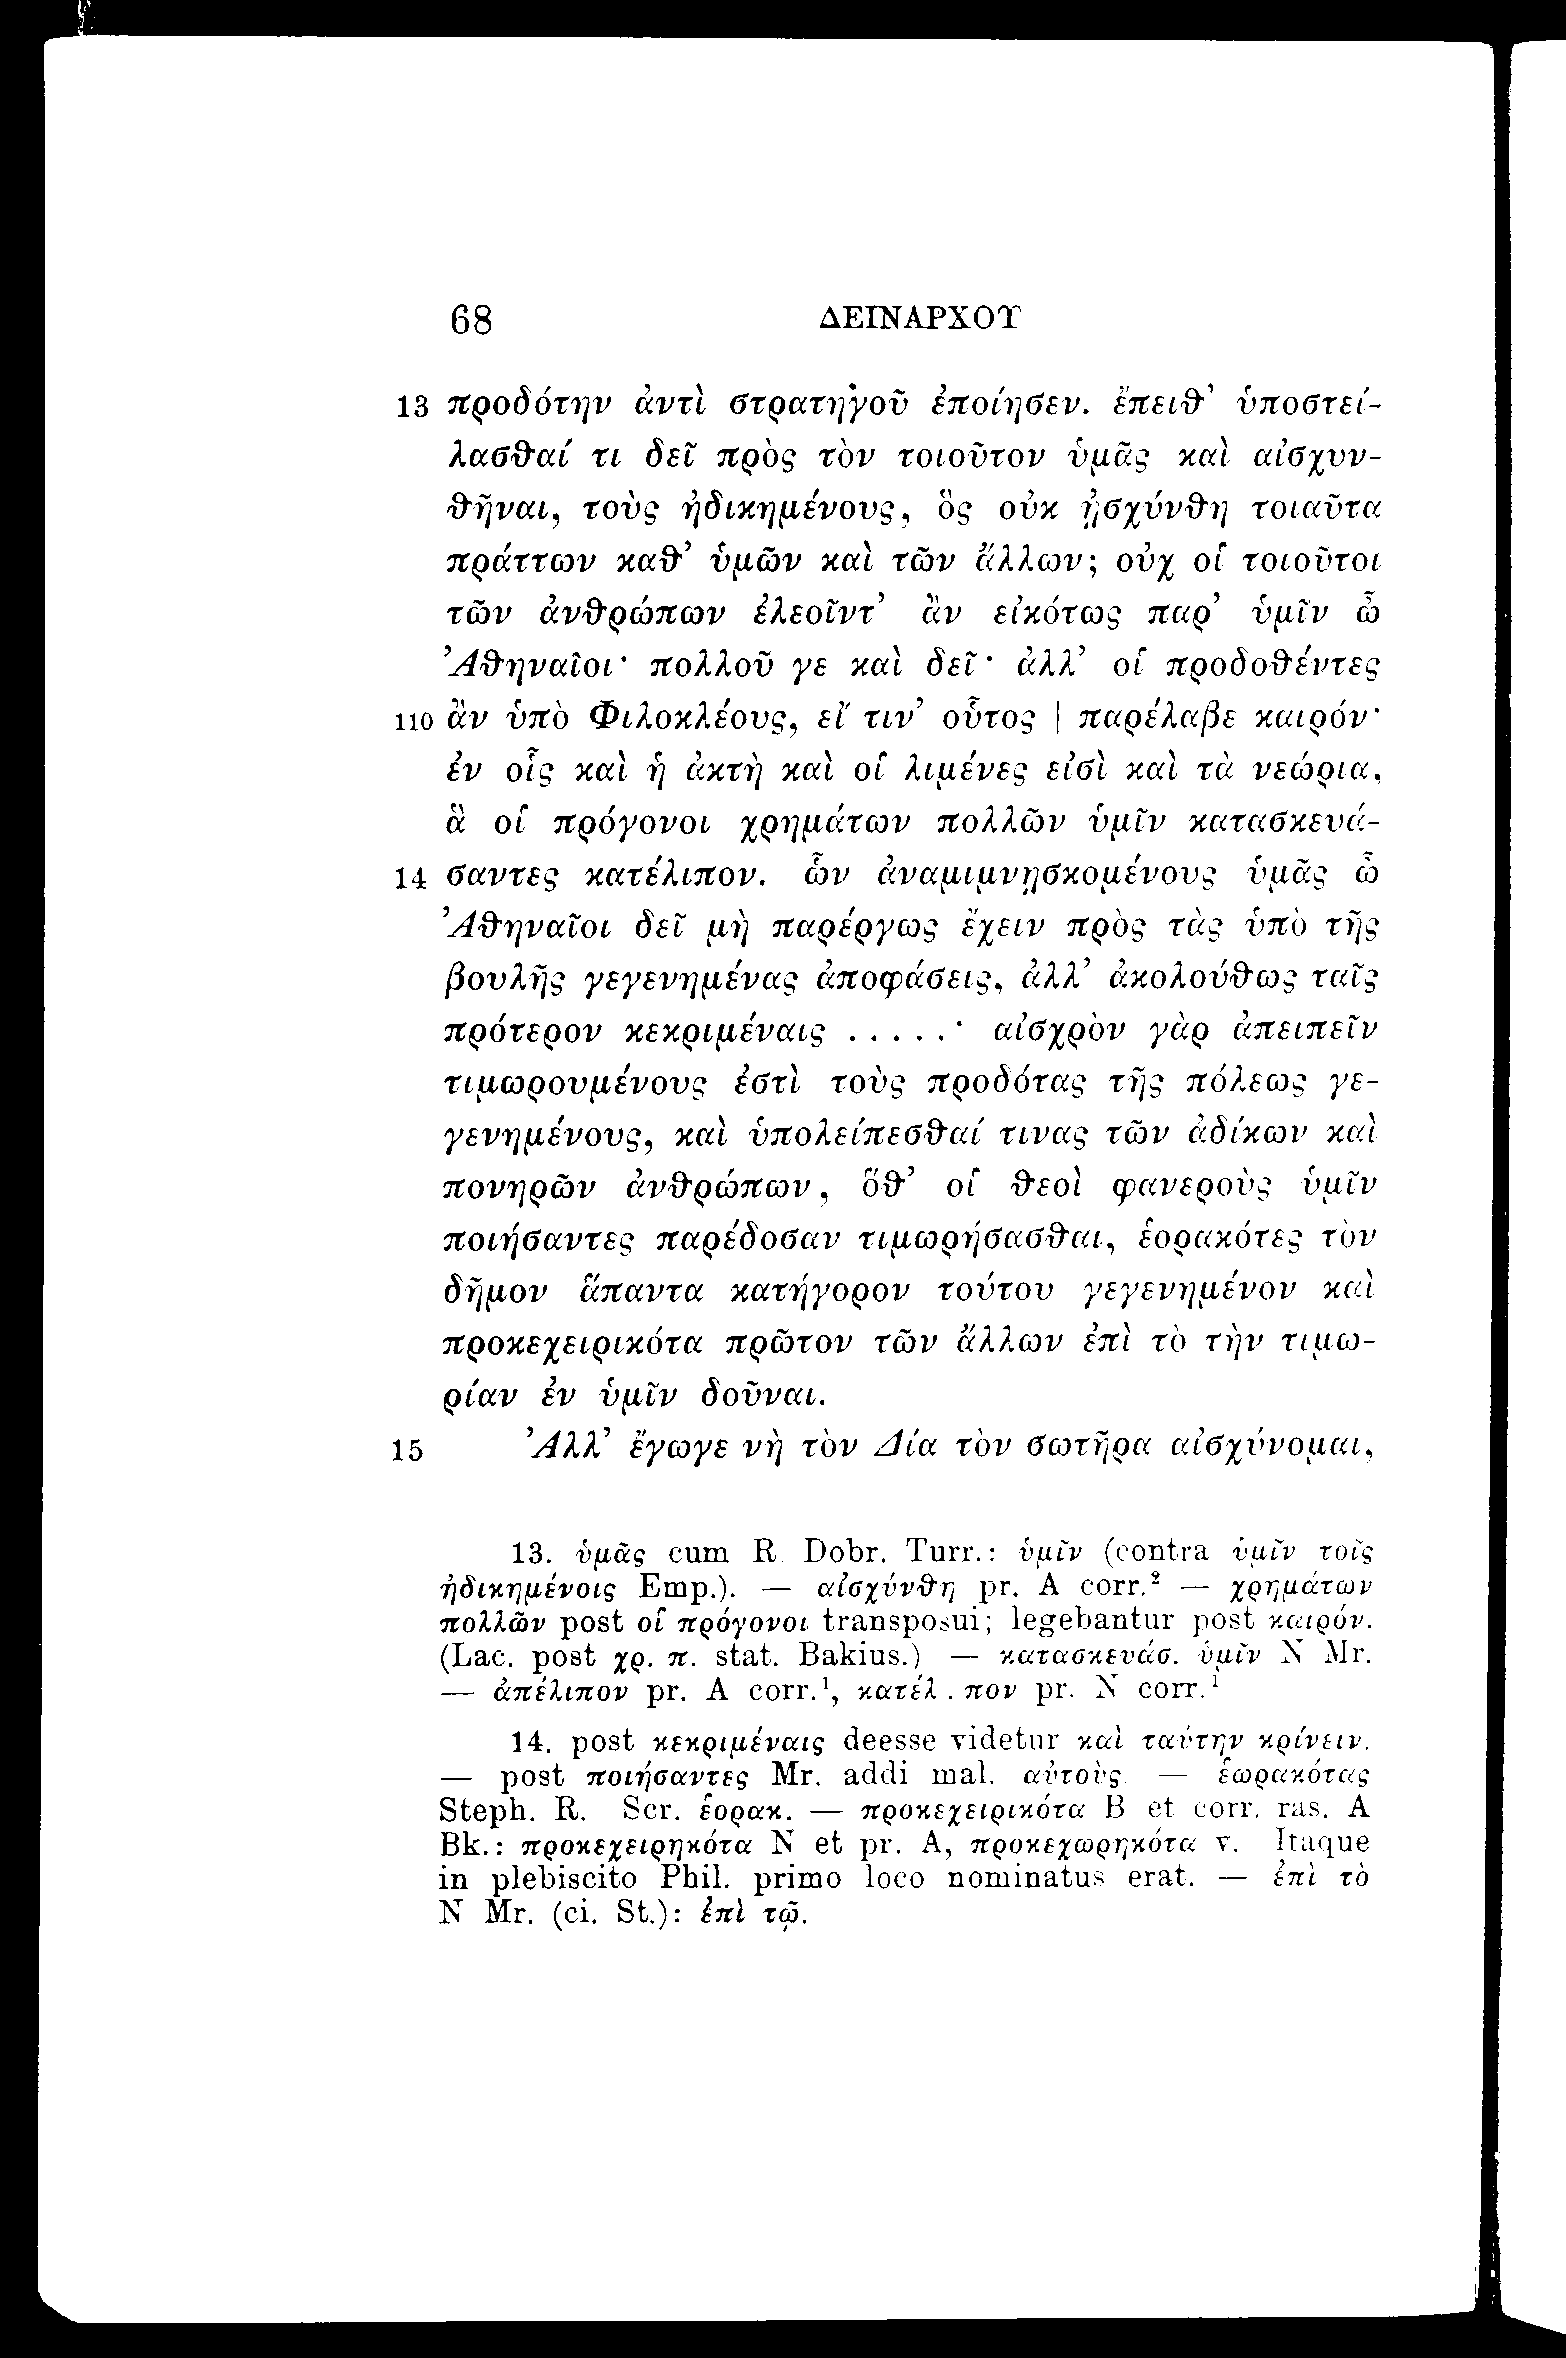 68 ΔΕΙΝΑΡΧΟΥ
13 προδότην ἀντὶ στρατηγοῦ ἐποίησεν. ἔπειθ’ ὑποστεί-
λασθαί τι δεῖ πρὸς τὸν τοιοῦτον ὑμᾶς καὶ αἰσχυν-
θῆναι, τοὺς ἠδικημένους, ὃς οὐκ ᾐσχύνθη τοιαῦτα
πράττων καθ’ ὑμῶν καὶ τῶν ἄλλων; οὐχ οἱ τοιοῦτοι
τῶν ἀνθρώπων ἐλεοῖντ’ ἂν εἰκότως παρ’ ὑμῖν ὦ
Ἀθηναῖοι· πολλοῦ γε καὶ δεῖ· ἀλλ’ οἱ προδοθέντες
110 ἂν ὑπὸ Φιλοκλέους, εἴ τιν’ οὗτος | παρέλαβε καιρόν·
ἐν οἷς καὶ ἡ ἀκτὴ καὶ οἱ λιμένες εἰσὶ καὶ τὰ νεώρια,
ἃ οἱ πρόγονοι χρημάτων πολλῶν ὑμῖν κατασκευά-
14 σαντες κατέλιπον. ὧν ἀναμιμνῃσκομένους ὑμᾶς ὦ
Ἀθηναῖοι δεῖ μὴ παρέργως ἔχειν πρὸς τὰς ὑπὸ τῆς
βουλῆς γεγενημένας ἀποφάσεις, ἀλλ’ ἀκολούθως ταῖς
πρότερον κεκριμέναις . . . . .· αἰσχρὸν γὰρ ἀπειπεῖν
τιμωρουμένους ἐστὶ τοὺς προδότας τῆς πόλεως γε-
γενημένους, καὶ ὑπολείπεσθαί τινας τῶν ἀδίκων καὶ
πονηρῶν ἀνθρώπων, ὅθ’ οἱ θεοὶ φανεροὺς ὑμῖν
ποιήσαντες παρέδοσαν τιμωρήσασθαι, ἑορακότες τὸν
δῆμον ἅπαντα κατήγορον τούτου γεγενημένον καὶ
προκεχειρικότα πρῶτον τῶν ἄλλων ἐπὶ τὸ τὴν τιμω-
ρίαν ἐν ὑμῖν δοῦναι.
15 Ἀλλ’ ἔγωγε νὴ τὸν Δία τὸν σωτῆρα αἰσχύνομαι,
13. ὑμᾶς cum R Dobr. Turr.: ὑμῖν (contra ὑμῖν τοῖς
ἠδικημένοις Emp.). — αἰσχύνθη pr. A corr.² — χρημάτων
πολλῶν post οἱ πρόγονοι transposui; legebantur post καιρόν.
(Lac. post χρ. π. stat. Bakius.) — κατασκευάσ. ὑμῖν N Mr.
— ἀπέλιπον pr. A corr.¹, κατέλ . πον pr. N corr.¹
14. post κεκριμέναις deesse videtur καὶ ταύτην κρίνειν.
— post ποιήσαντες Mr. addi mal. αὐτούς — ἑωρακότας
Steph. R. Scr. ἑορακ. — προκεχειρικότα B et corr. ras. A
Bk.: προκεχειρηκότα N et pr. A, προκεχωρηκότα v. Itaque
in plebiscito Phil. primo loco nominatus erat. — ἐπὶ τὸ
N Mr. (ci. St.): ἐπὶ τῷ.